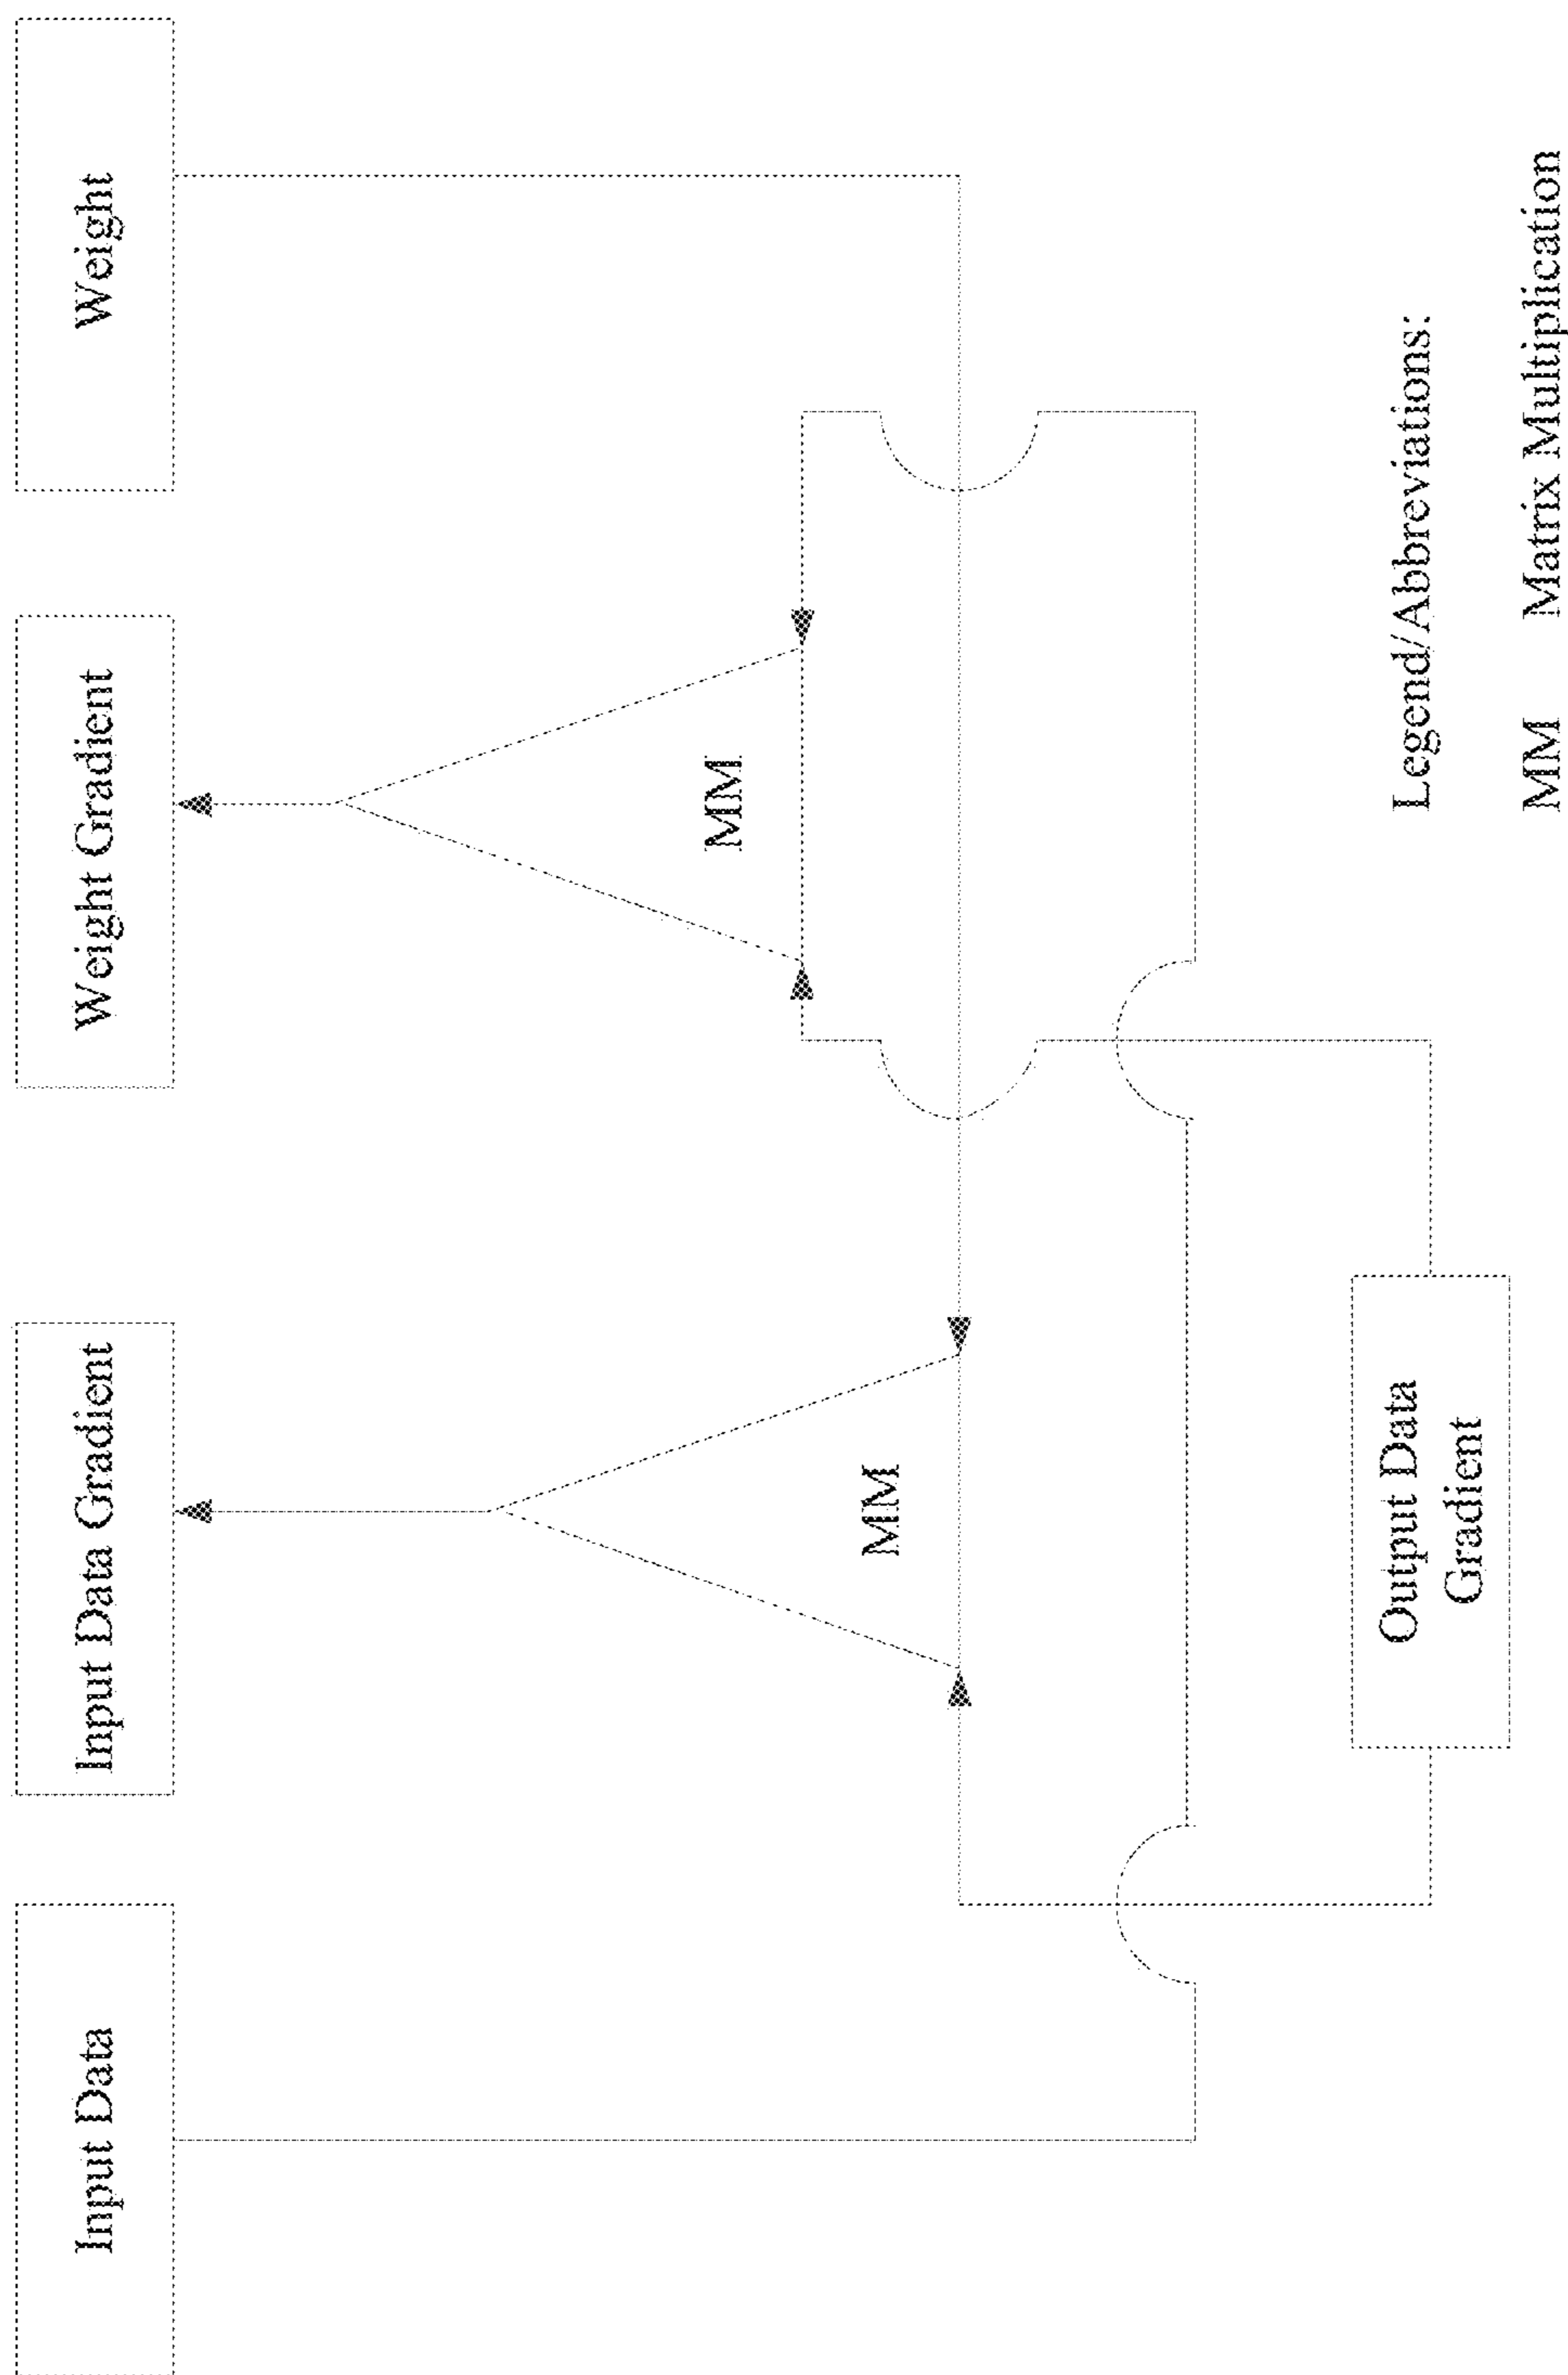 Input Data
Input Data Gradient
Weight Gradient
Weight
MM
MM
Output Data
Gradient
Legend/Abbreviations:
MM Matrix Multiplication